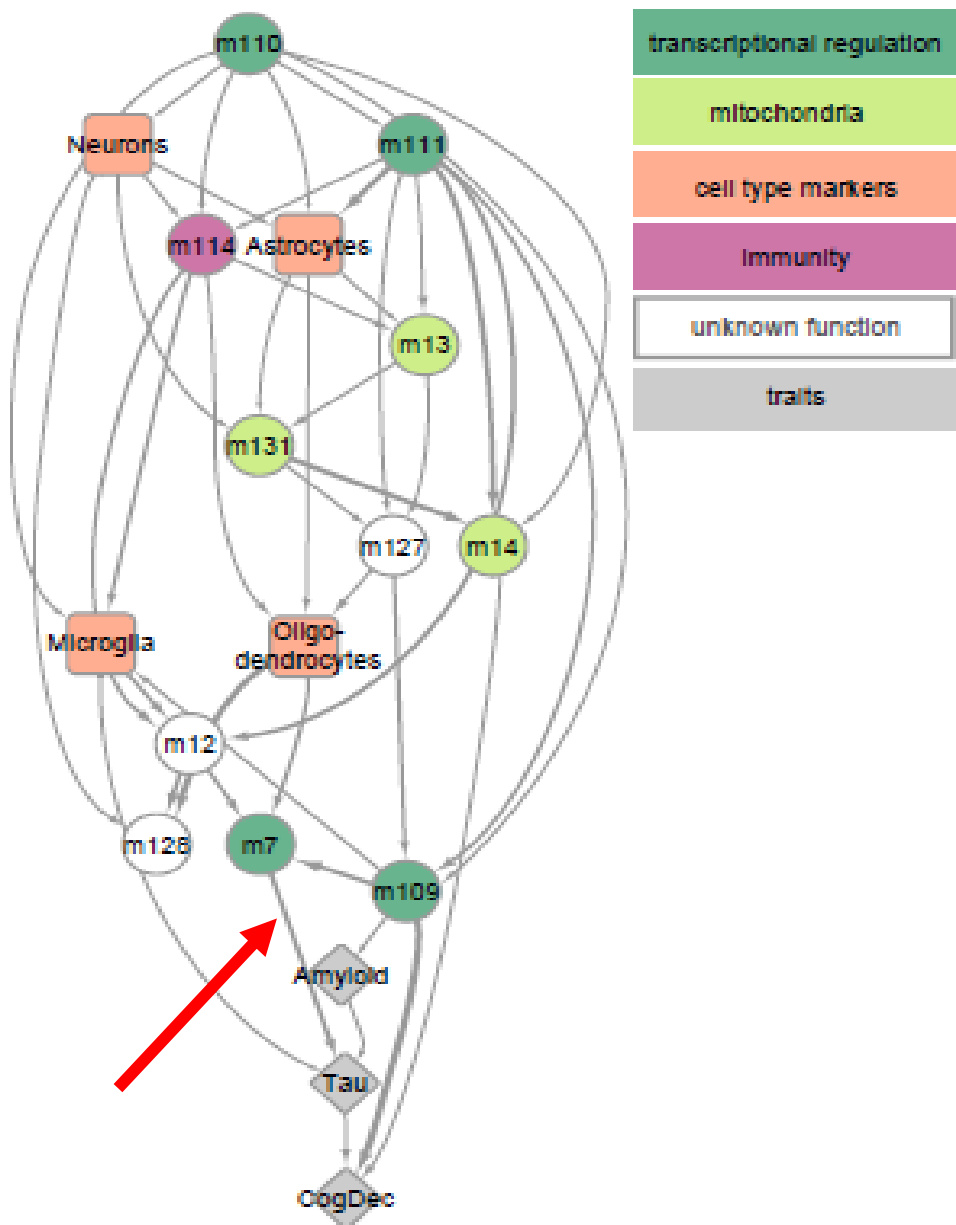 m110
transcriptional regulation
mitochondria
Neurons
m111
cell type markers
m114
Astrocytes
immunity
unknown function
m13
traits
m131
m127
m14
Microglia
Oligo-
dendrocytes
m12
m128
m7
m109
Amyloid
Tau
CogDec